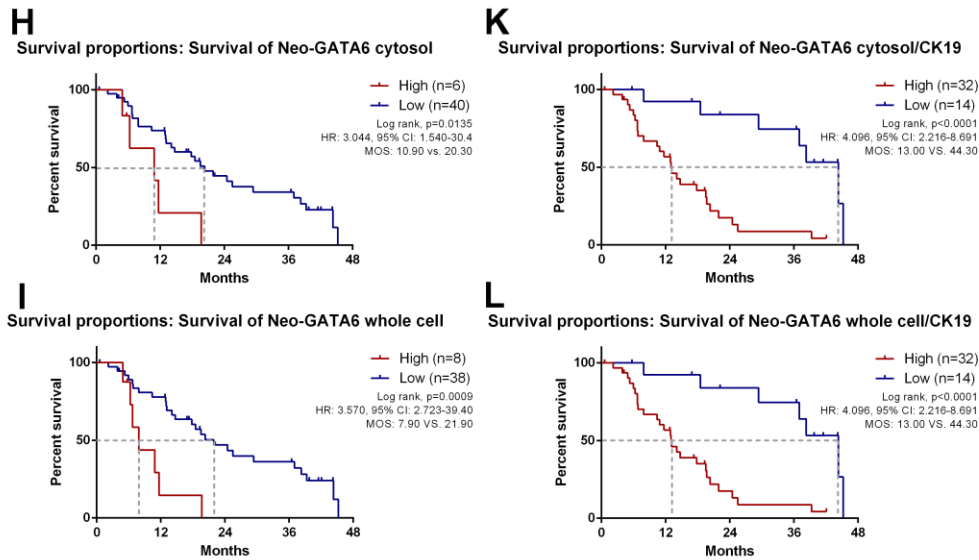 H
Survival proportions: Survival of Neo-GATA6 cytosol
High (n=6)
Low (n=40)
Log rank, p=0.0135
HR: 3.044, 95% CI: 1.540-30.4
MOS: 10.90 vs. 20.30
Percent survival
100
50
0
0 12 24 36 48
Months
K
Survival proportions: Survival of Neo-GATA6 cytosol/CK19
High (n=32)
Low (n=14)
Log rank, p<0.0001
HR: 4.096, 95% CI: 2.216-8.691
MOS: 13.00 VS. 44.30
Percent survival
100
50
0
0 12 24 36 48
Months
I
Survival proportions: Survival of Neo-GATA6 whole cell
High (n=8)
Low (n=38)
Log rank, p=0.0009
HR: 3.570, 95% CI: 2.723-39.40
MOS: 7.90 VS. 21.90
Percent survival
100
50
0
0 12 24 36 48
Months
L
Survival proportions: Survival of Neo-GATA6 whole cell/CK19
High (n=32)
Low (n=14)
Log rank, p<0.0001
HR: 4.096, 95% CI: 2.216-8.691
MOS: 13.00 VS. 44.30
Percent survival
100
50
0
0 12 24 36 48
Months